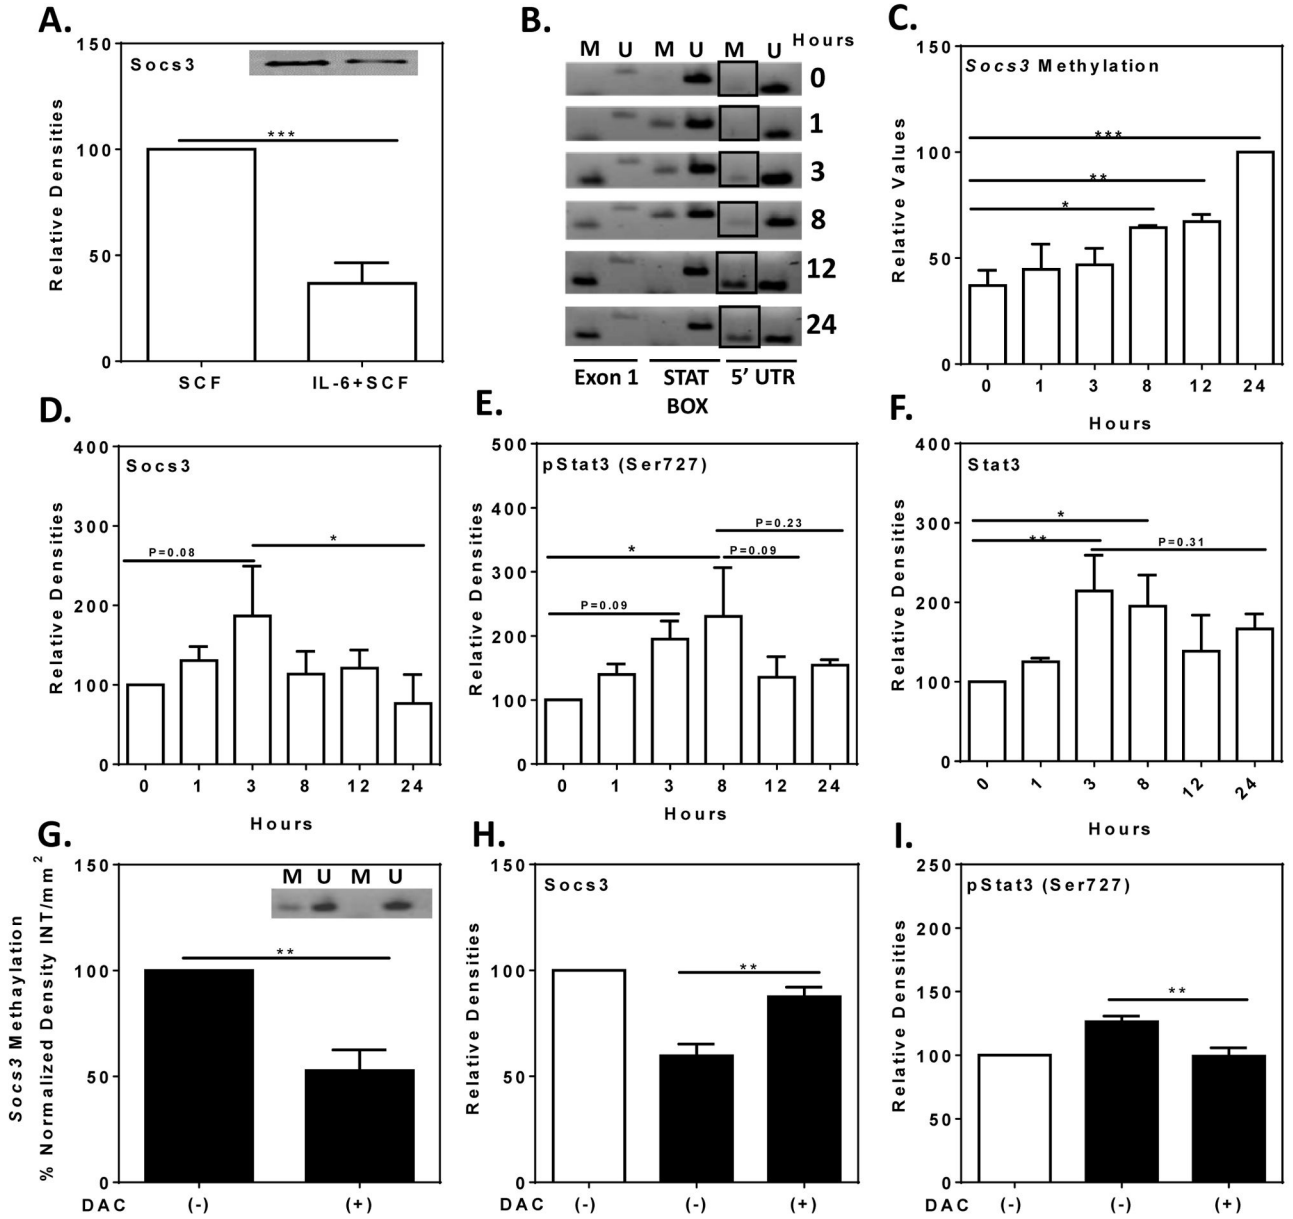 A.
150
100
50
0
Relative Densities
Socs3
***
SCF
IL-6+SCF
B.
M U M U M U Hours
0
1
3
8
12
24
Exon 1
STAT BOX
5’ UTR
C.
150
100
50
0
Relative Values
Socs3 Methylation
***
**
*
0 1 3 8 12 24
Hours
D.
400
300
200
100
0
Relative Densities
Socs3
P=0.08
*
0 1 3 8 12 24
Hours
E.
500
400
300
200
100
0
Relative Densities
pStat3 (Ser727)
P=0.23
*
P=0.09
P=0.09
0 1 3 8 12 24
Hours
F.
400
300
200
100
0
Relative Densities
Stat3
*
**
P=0.31
0 1 3 8 12 24
Hours
G.
150
100
50
0
Socs3 Methaylation
% Normalized Density INT/mm2
M U M U
**
DAC (-) (+)
H.
150
100
50
0
Relative Densities
Socs3
**
DAC (-) (-) (+)
I.
250
200
150
100
50
0
Relative Densities
pStat3 (Ser727)
**
DAC (-) (-) (+)